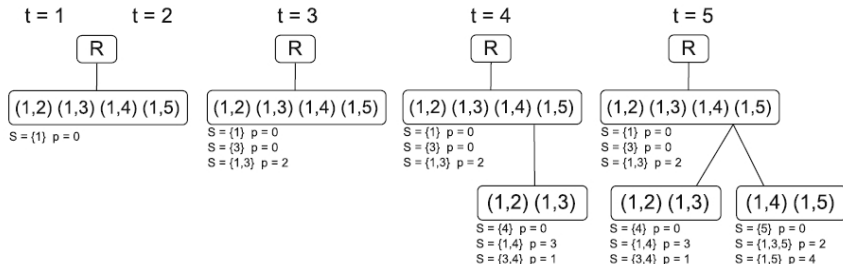 t = 1 t = 2 t = 3 t = 4 t = 5
R R R R
(1,2) (1,3) (1,4) (1,5) (1,2) (1,3) (1,4) (1,5) (1,2) (1,3) (1,4) (1,5) (1,2) (1,3) (1,4) (1,5)
S = {1} p = 0 S = {1} p = 0 S = {1} p = 0 S = {1} p = 0
S = {3} p = 0 S = {3} p = 0 S = {3} p = 0
S = {1,3} p = 2 S = {1,3} p = 2 S = {1,3} p = 2
(1,2) (1,3) (1,2) (1,3) (1,4) (1,5)
S = {4} p = 0 S = {4} p = 0 S = {5} p = 0
S = {1,4} p = 3 S = {1,4} p = 3 S = {1,3,5} p = 2
S = {3,4} p = 1 S = {3,4} p = 1 S = {1,5} p = 4